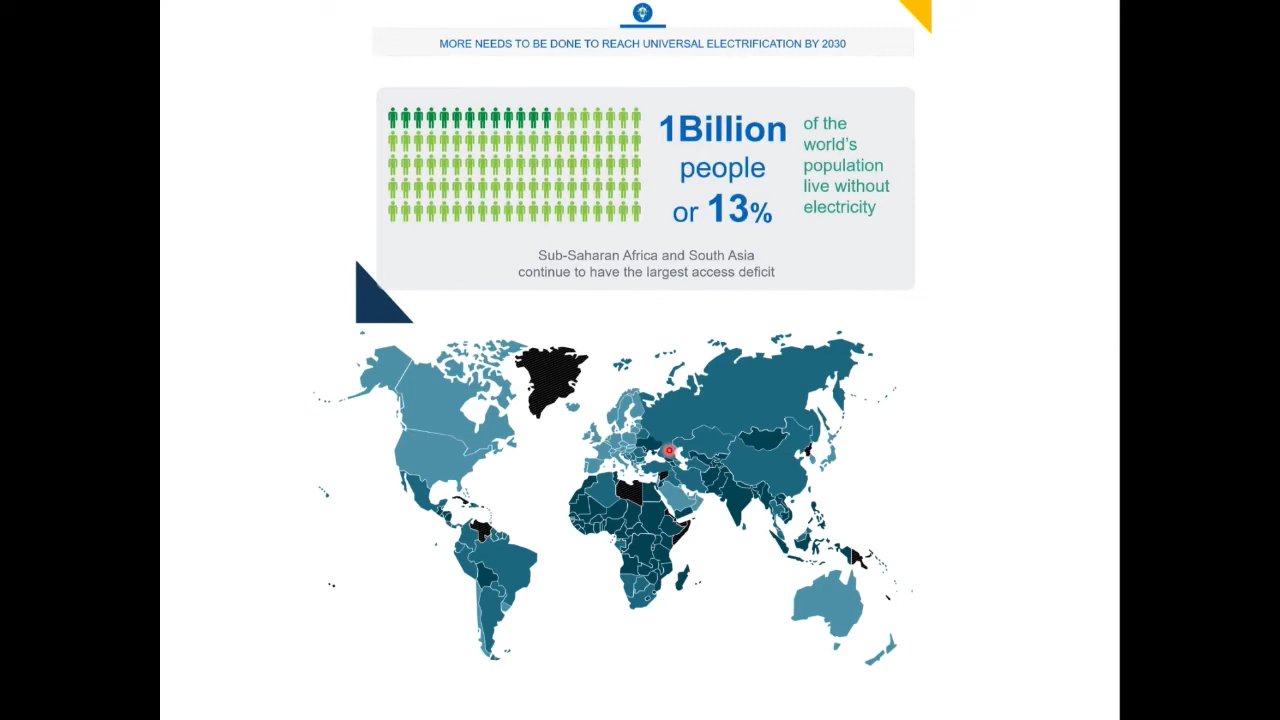 MORE NEEDS TO BE DONE TO REACH UNIVERSAL ELECTRIFICATION BY 2030
1Billion
people
or 13%
of the
world's
population
live without
electricity
Sub-Saharan Africa and South Asia
continue to have the largest access deficit